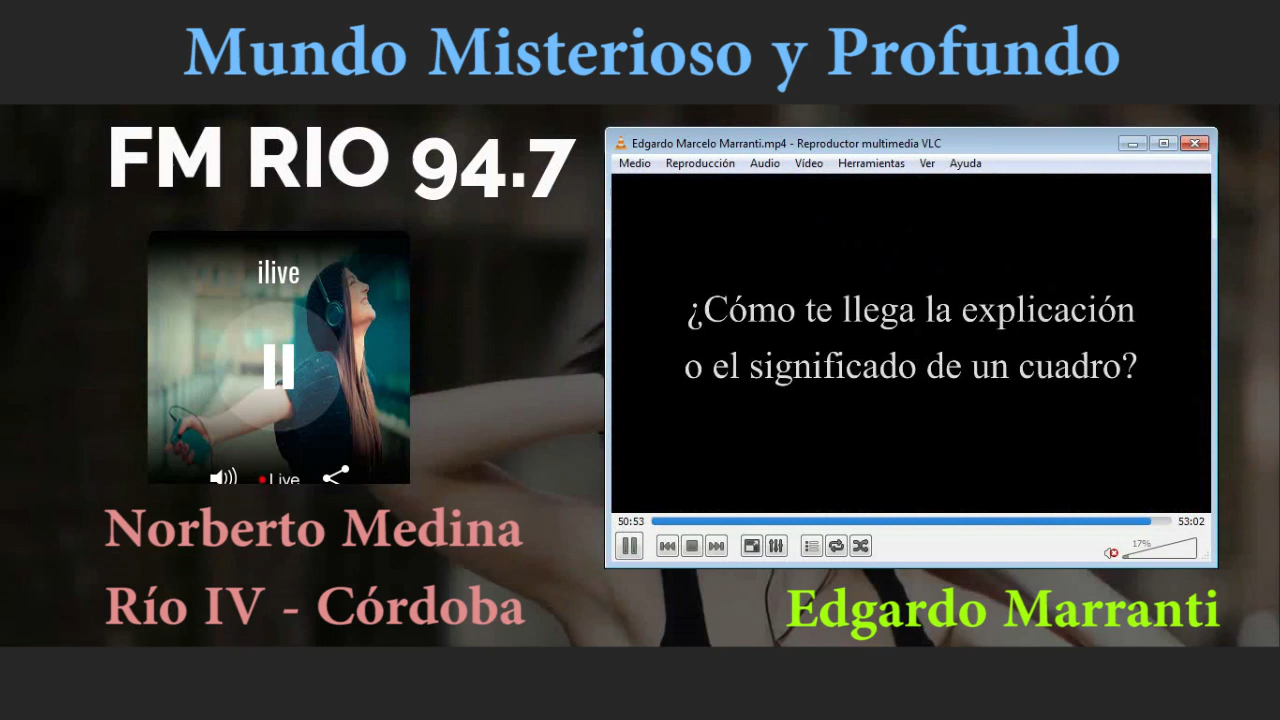 Mundo Misterioso y Profundo
FM RIO 94.7
ilive
Live
Norberto Medina
Río IV - Córdoba
Edgardo Marcelo Marranti.mp4 - Reproductor multimedia VLC
Medio Reproducción Audio Vídeo Herramientas Ver Ayuda
¿Cómo te llega la explicación
o el significado de un cuadro?
50:53
53:02
17%
Edgardo Marranti